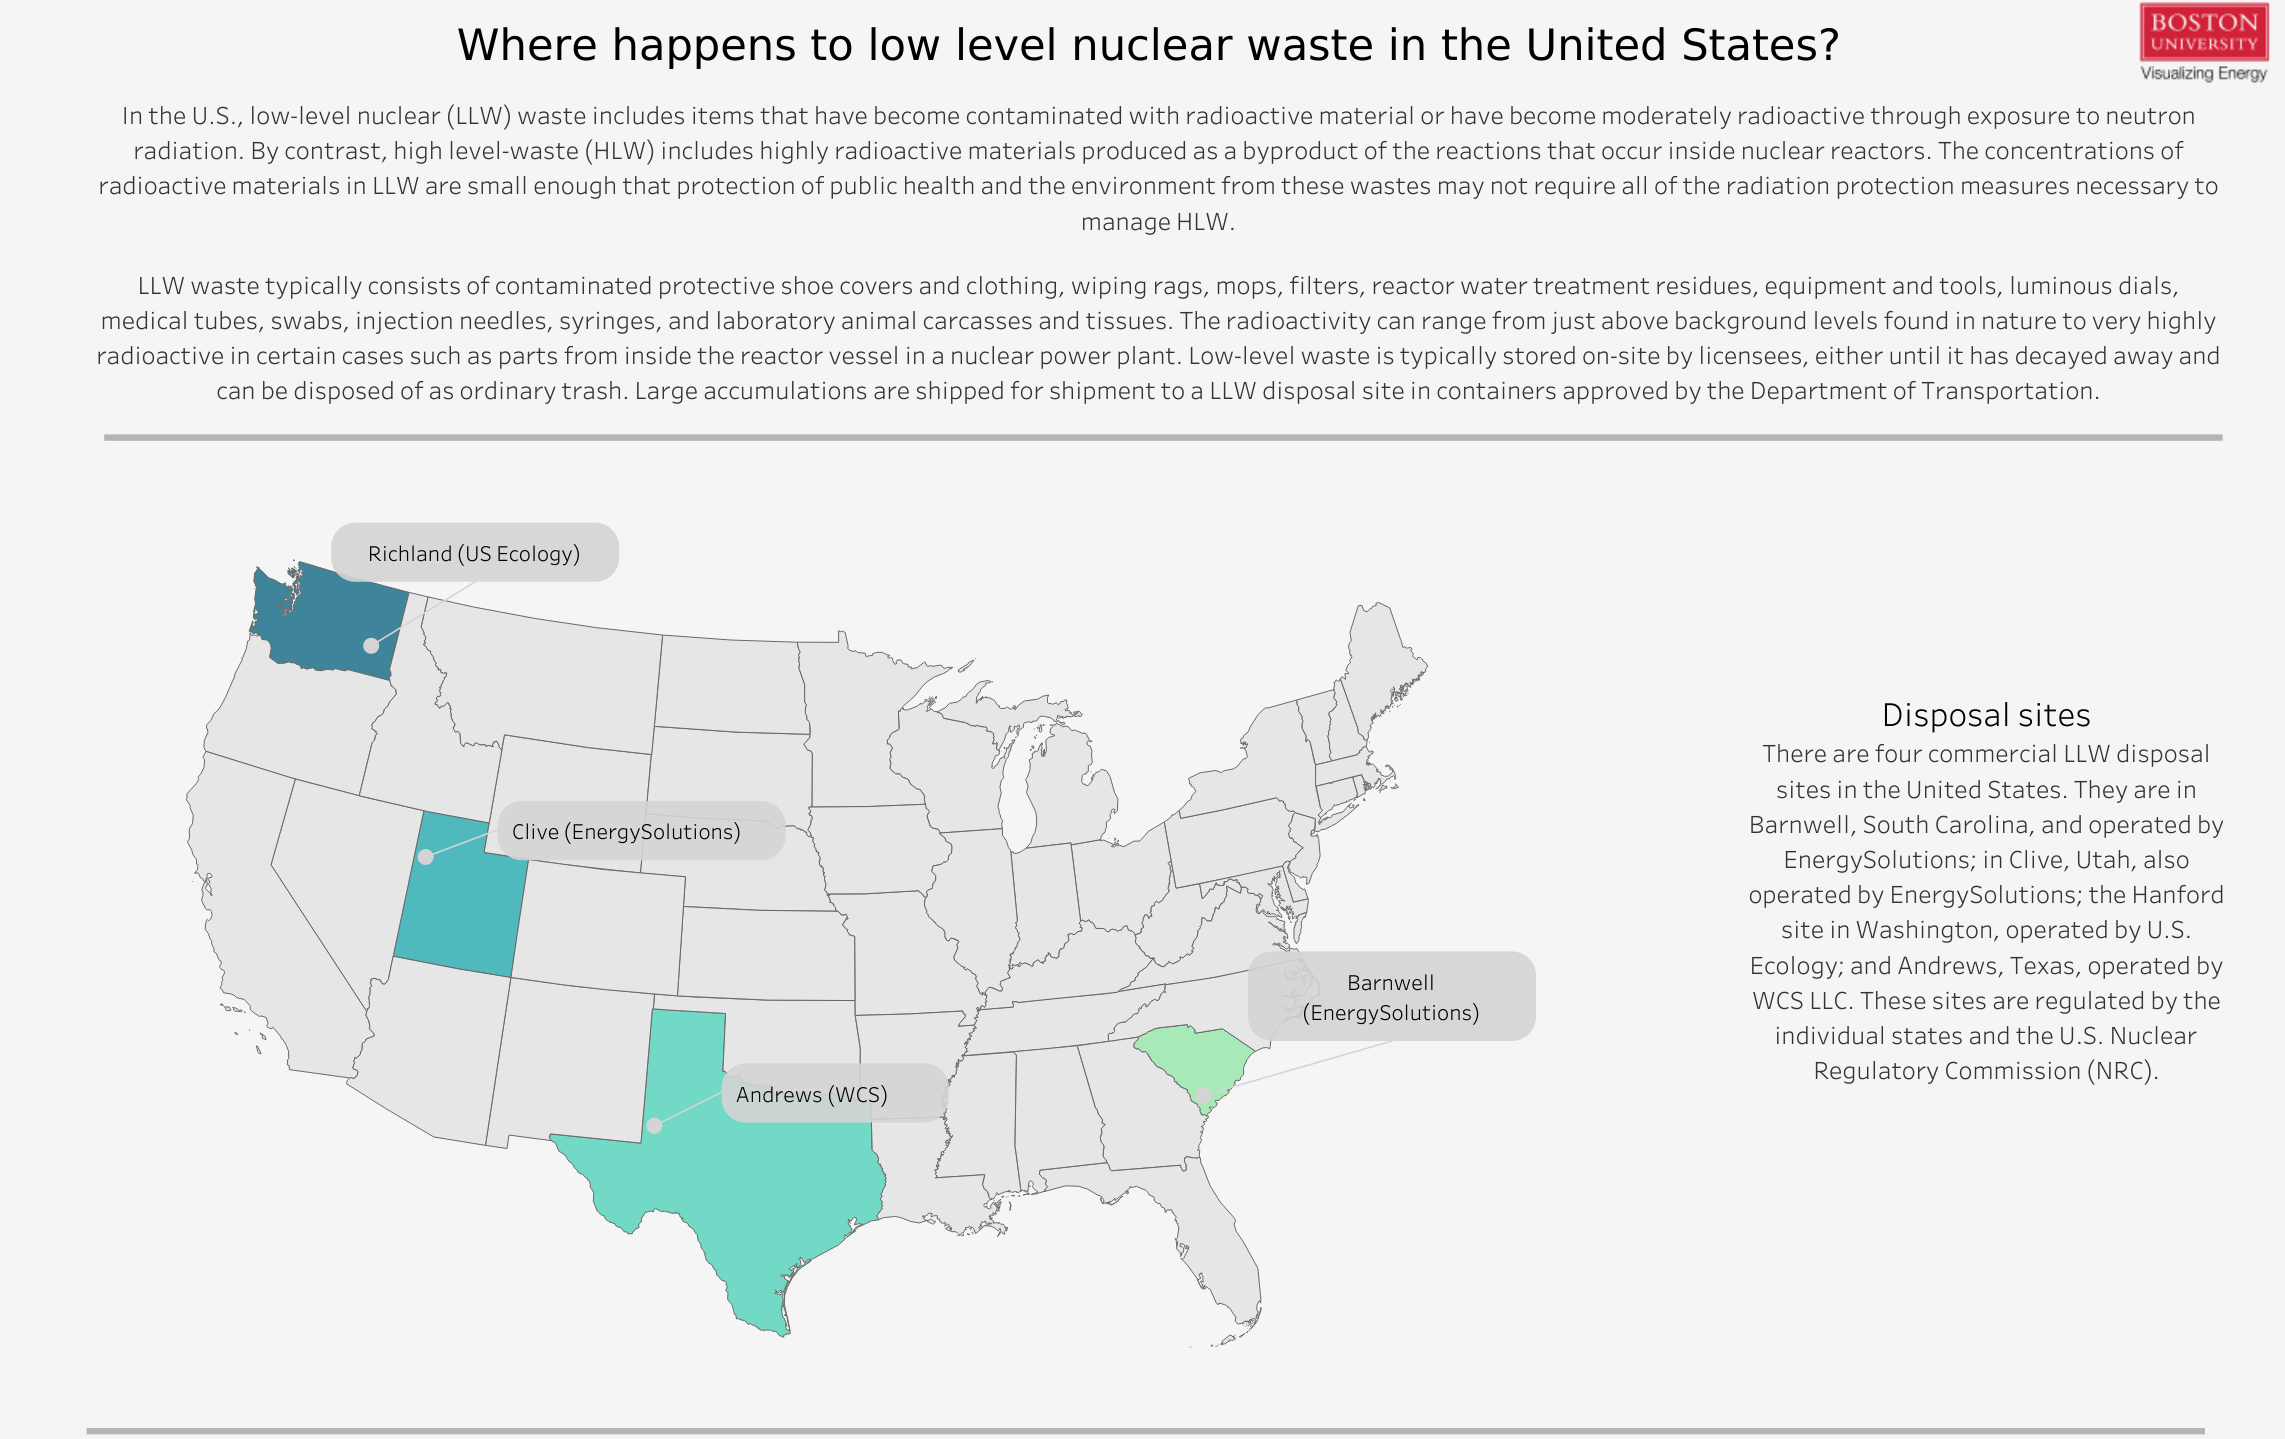 Where happens to low level nuclear waste in the United States?
BOSTON
UNIVERSITY
Visualizing Energy
In the U.S., low-level nuclear (LLW) waste includes items that have become contaminated with radioactive material or have become moderately radioactive through exposure to neutron
radiation. By contrast, high level-waste (HLW) includes highly radioactive materials produced as a byproduct of the reactions that occur inside nuclear reactors. The concentrations of
radioactive materials in LLW are small enough that protection of public health and the environment from these wastes may not require all of the radiation protection measures necessary to
manage HLW.
LLW waste typically consists of contaminated protective shoe covers and clothing, wiping rags, mops, filters, reactor water treatment residues, equipment and tools, luminous dials,
medical tubes, swabs, injection needles, syringes, and laboratory animal carcasses and tissues. The radioactivity can range from just above background levels found in nature to very highly
radioactive in certain cases such as parts from inside the reactor vessel in a nuclear power plant. Low-level waste is typically stored on-site by licensees, either until it has decayed away and
can be disposed of as ordinary trash. Large accumulations are shipped for shipment to a LLW disposal site in containers approved by the Department of Transportation.
Richland (US Ecology)
Clive (EnergySolutions)
Barnwell
(EnergySolutions)
Andrews (WCS)
Disposal sites
There are four commercial LLW disposal
sites in the United States. They are in
Barnwell, South Carolina, and operated by
EnergySolutions; in Clive, Utah, also
operated by EnergySolutions; the Hanford
site in Washington, operated by U.S.
Ecology; and Andrews, Texas, operated by
WCS LLC. These sites are regulated by the
individual states and the U.S. Nuclear
Regulatory Commission (NRC).